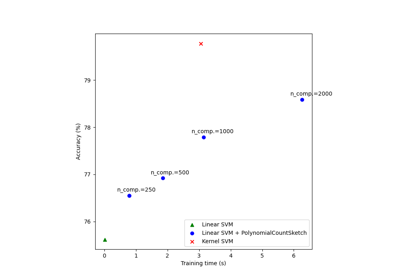 79
78
77
76
n_comp.=2000
n_comp.=1000
n_comp.=500
n_comp.=250
Accuracy (%)
Linear SVM
Linear SVM + PolynomialCountSketch
Kernel SVM
0 1 2 3 4 5 6
Training time (s)